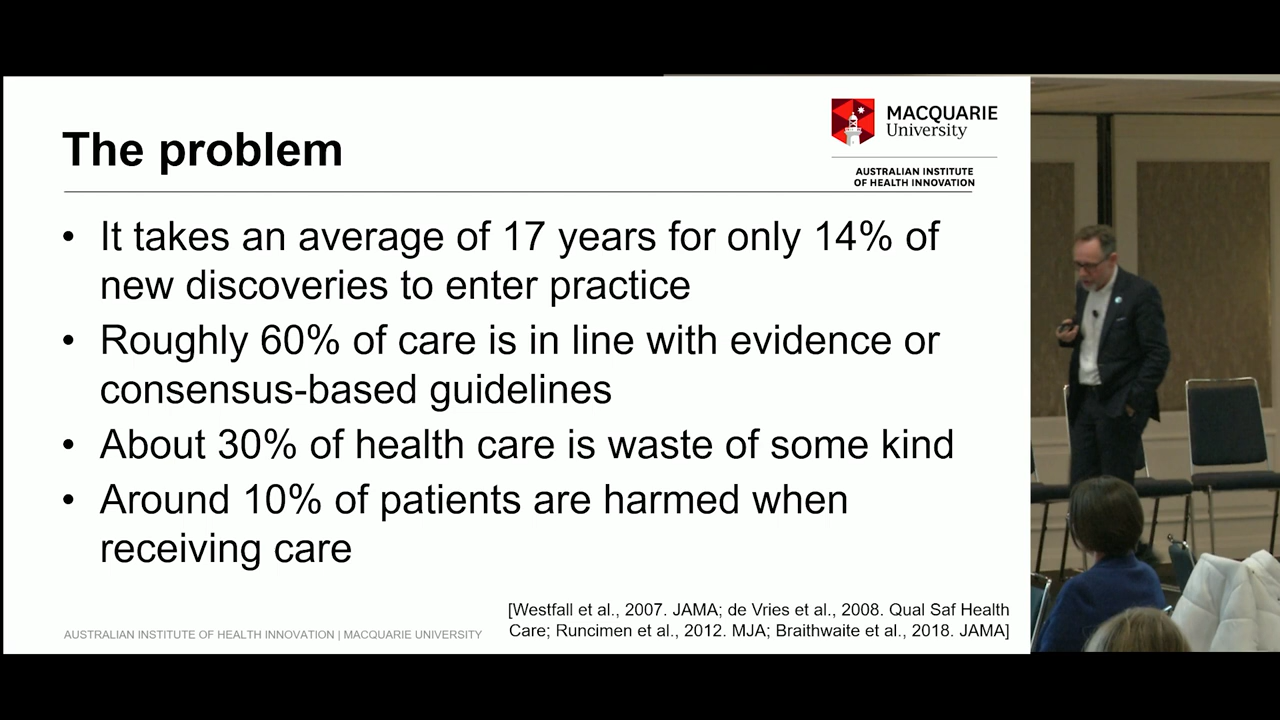 The problem
MACQUARIE
University
AUSTRALIAN INSTITUTE
OF HEALTH INNOVATION
• It takes an average of 17 years for only 14% of
new discoveries to enter practice
• Roughly 60% of care is in line with evidence or
consensus-based guidelines
• About 30% of health care is waste of some kind
• Around 10% of patients are harmed when
receiving care
[Westfall et al., 2007. JAMA; de Vries et al., 2008. Qual Saf Health
Care; Runcimen et al., 2012. MJA; Braithwaite et al., 2018. JAMA]
AUSTRALIAN INSTITUTE OF HEALTH INNOVATION | MACQUARIE UNIVERSITY